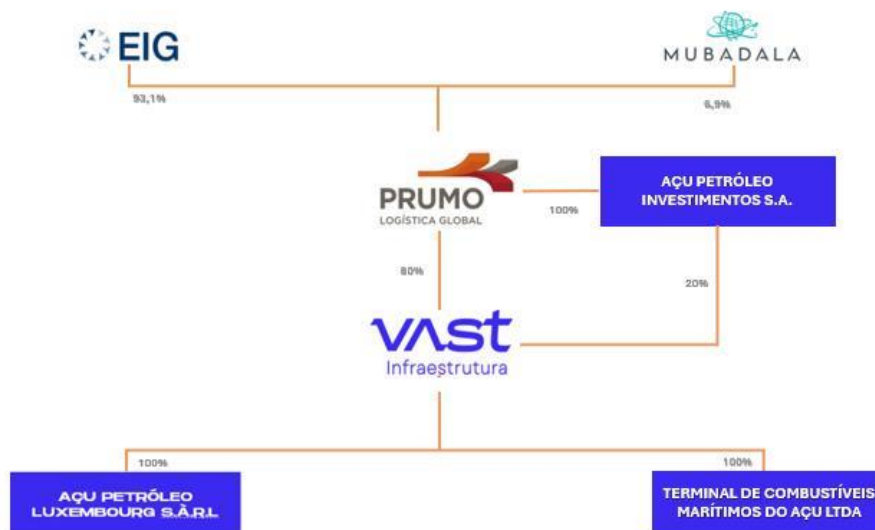 EIG
MUBADALA
93,1%
6,9%
PRUMO
LOGÍSTICA GLOBAL
100%
AÇU PETRÓLEO
INVESTIMENTOS S.A.
80%
20%
VAST
Infraestrutura
100%
100%
AÇU PETRÓLEO
LUXEMBOURG S.À.R.L
TERMINAL DE COMBUSTÍVEIS
MARÍTIMOS DO AÇU LTDA